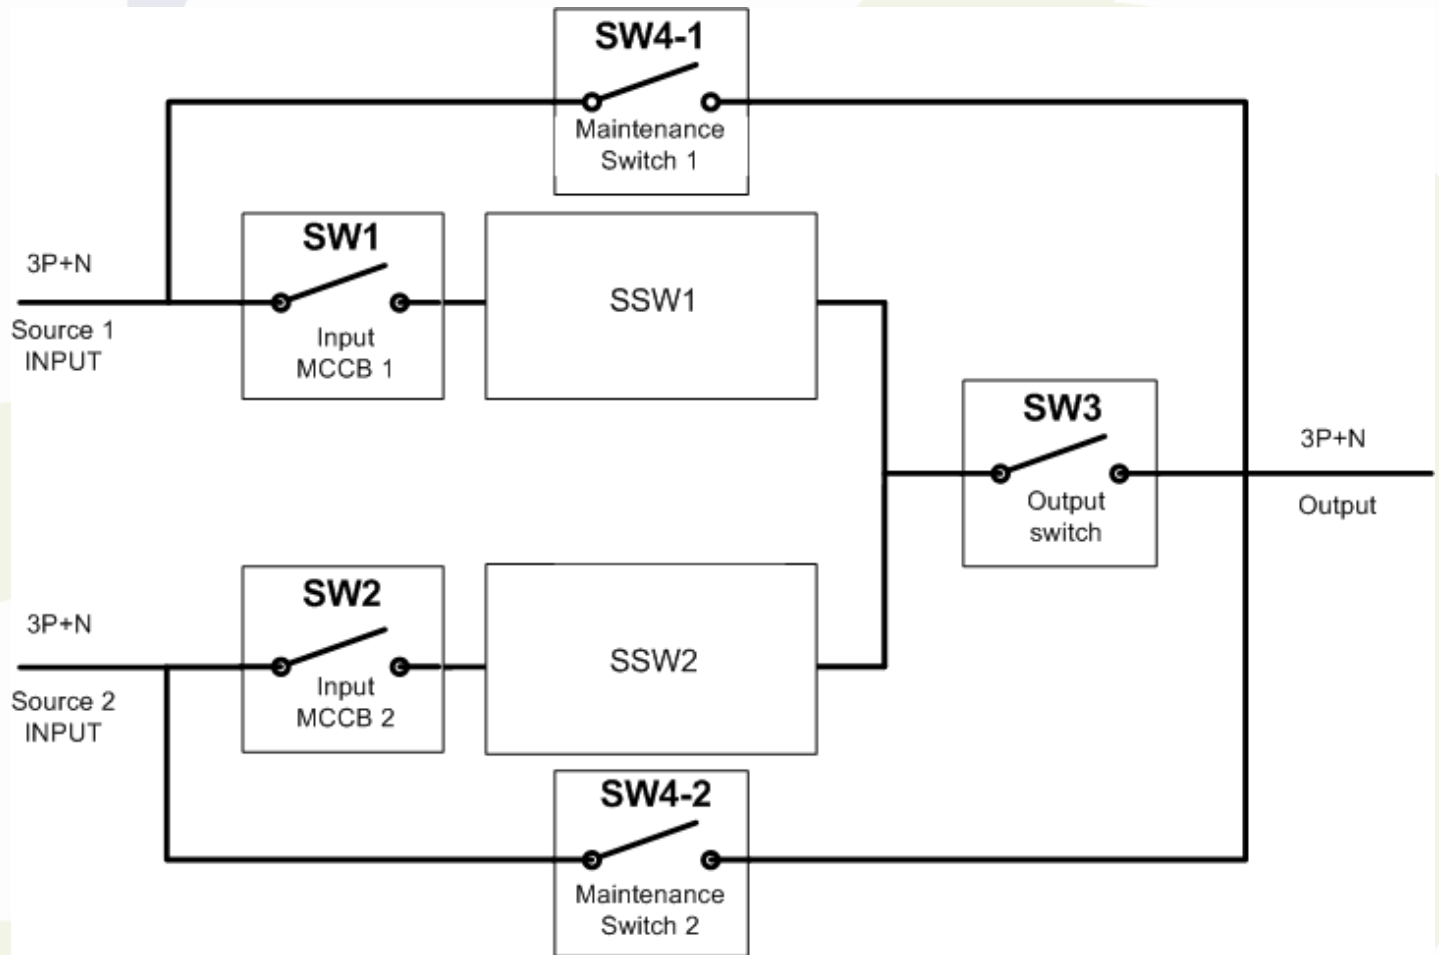 SW4-1
Maintenance
Switch 1
3P+N
Source 1
INPUT
SW1
Input
MCCB 1
SSW1
SW3
Output
switch
3P+N
Output
3P+N
Source 2
INPUT
SW2
Input
MCCB 2
SSW2
SW4-2
Maintenance
Switch 2